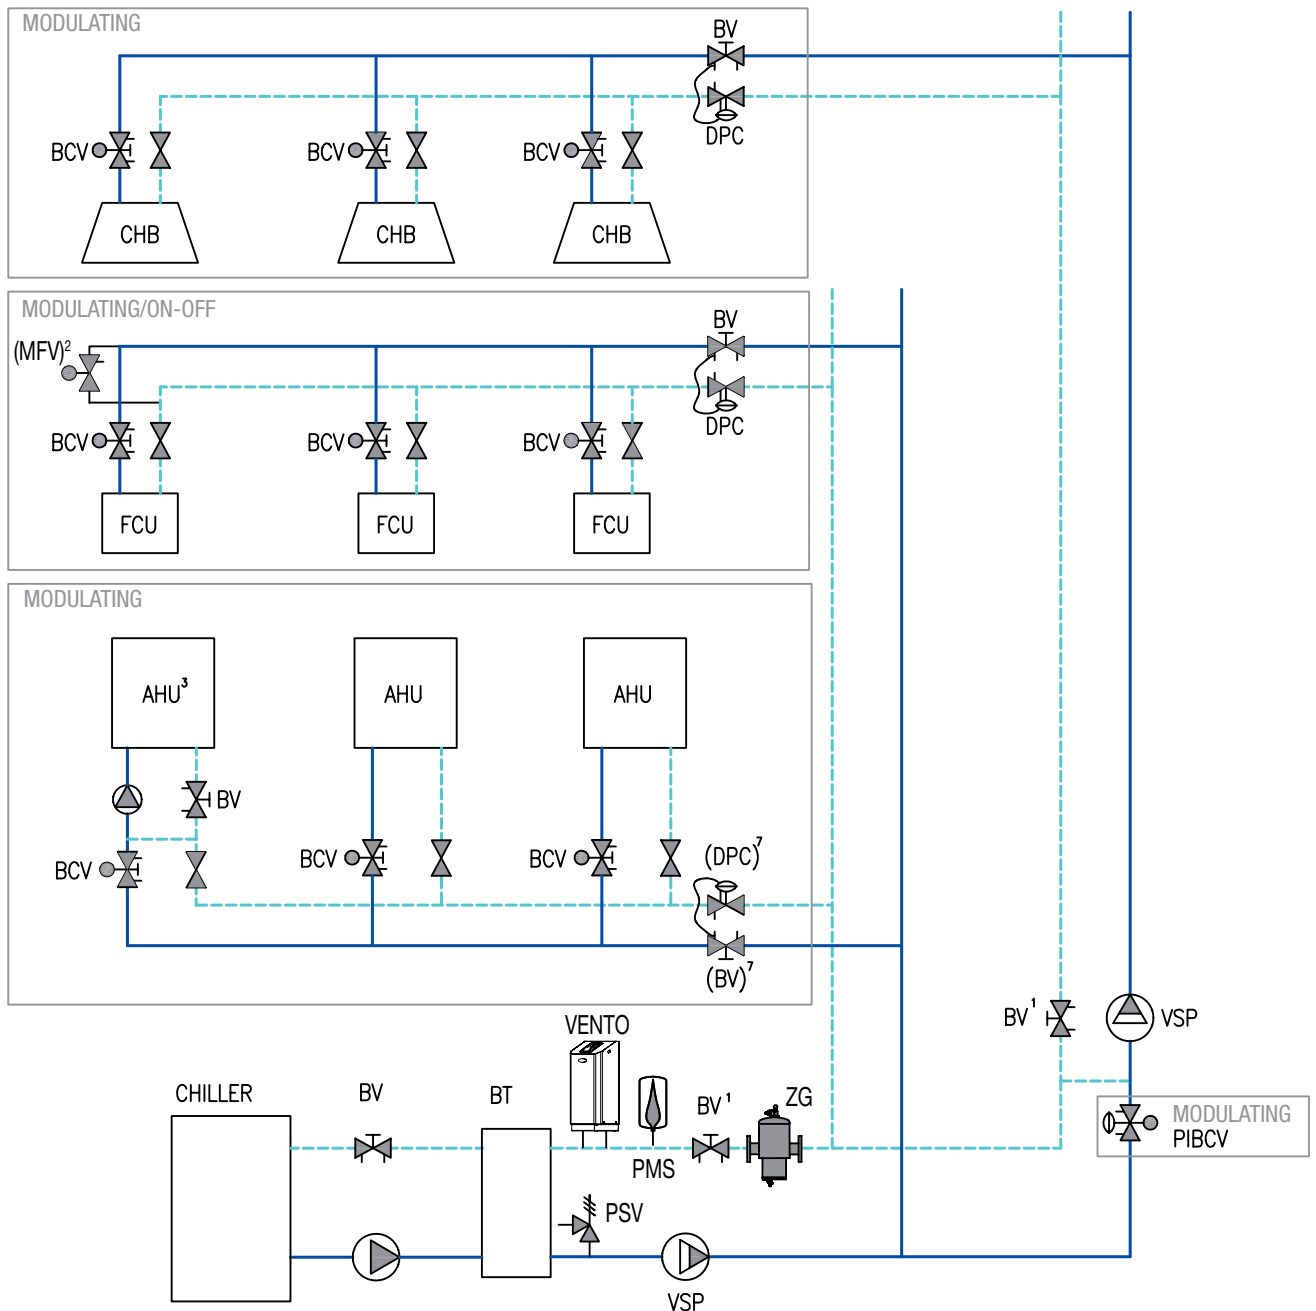 MODULATING
BV
DPC
BCV
BCV
BCV
CHB
CHB
CHB
MODULATING/ON-OFF
BV
(MFV)²
DPC
BCV
BCV
BCV
FCU
FCU
FCU
MODULATING
AHU³
AHU
AHU
BV
BCV
BCV
BCV
(DPC)⁷
(BV)⁷
BV¹
VSP
VENTO
CHILLER
BV
BT
BV¹
ZG
MODULATING
PIBCV
PMS
PSV
VSP